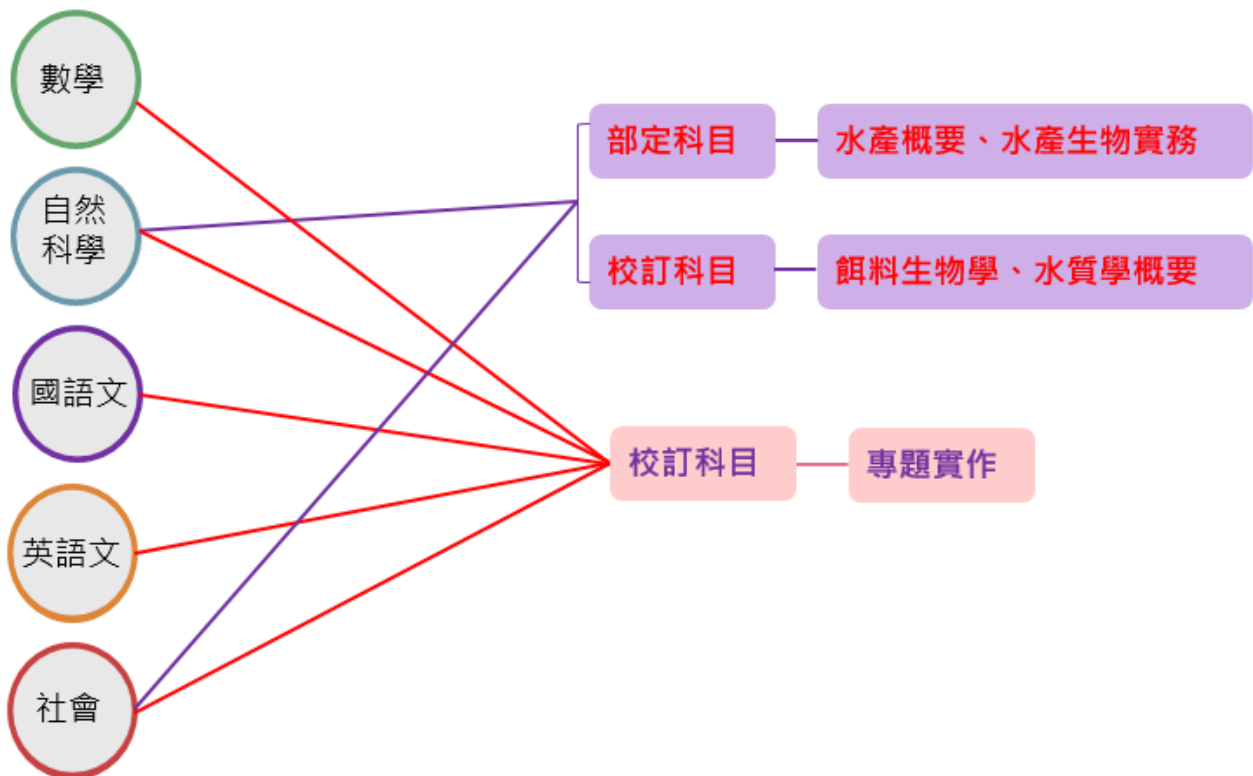 數學
自然
科學
國語文
英語文
社會
部定科目
水產概要、水產生物實務
校訂科目
餌料生物學、水質學概要
校訂科目
專題實作